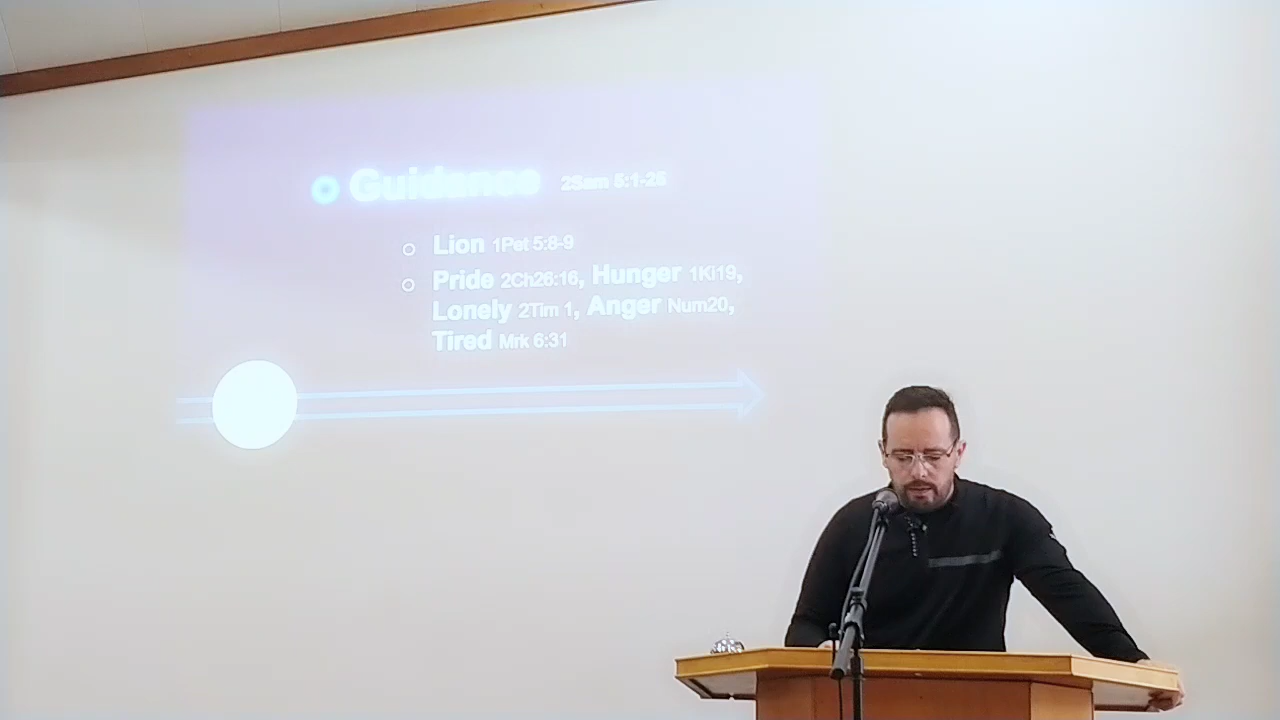 Guidance 2Sam 5:1-25
Lion 1Pet 5:8-9
Pride 2Ch26:16, Hunger 1Ki19,
Lonely 2Tim 1, Anger Num20,
Tired Mrk 6:31